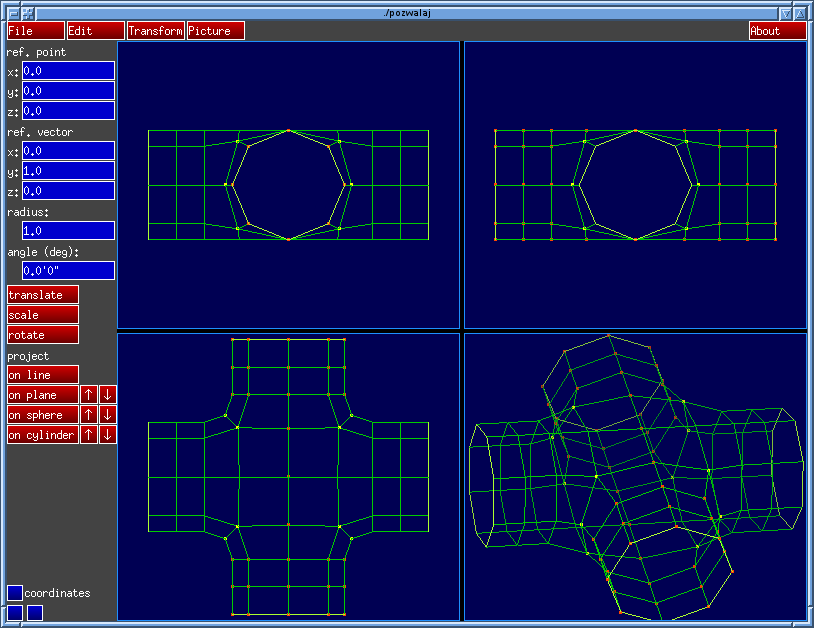 ./pozwalaj
File Edit Transform Picture About
ref. point
x: 0.0
y: 0.0
z: 0.0
ref. vector
x: 0.0
y: 1.0
z: 0.0
radius:
1.0
angle (deg):
0.0'0"
translate
scale
rotate
project
on line
on plane ↑ ↓
on sphere ↑ ↓
on cylinder ↑ ↓
coordinates